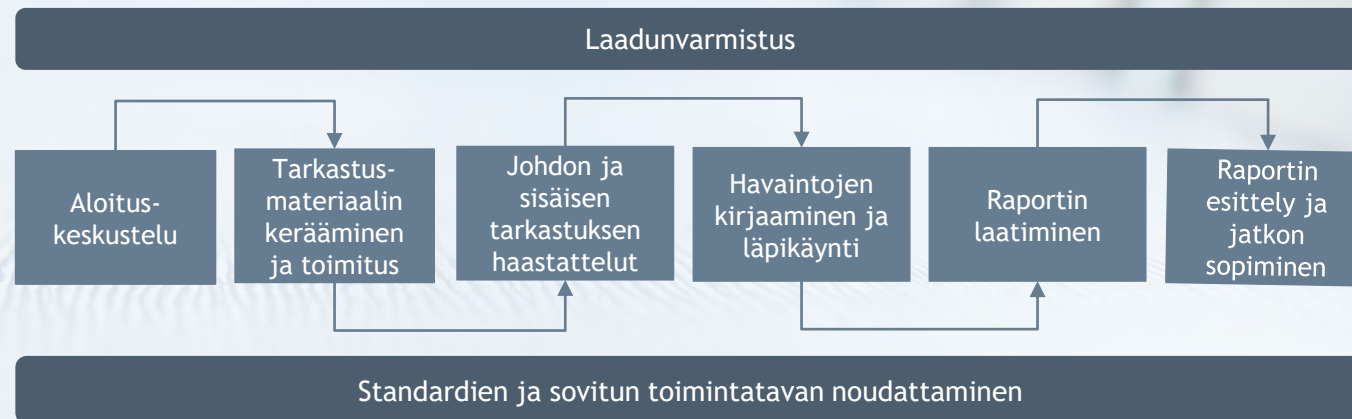 Laadunvarmistus
Aloitus-
keskustelu
Tarkastus-
materiaalin
kerääminen
ja toimitus
Johdon ja
sisäisen
tarkastuksen
haastattelut
Havaintojen
kirjaaminen ja
läpikäynti
Raportin
laatiminen
Raportin
esittely ja
jatkon
sopiminen
Standardien ja sovitun toimintatavan noudattaminen